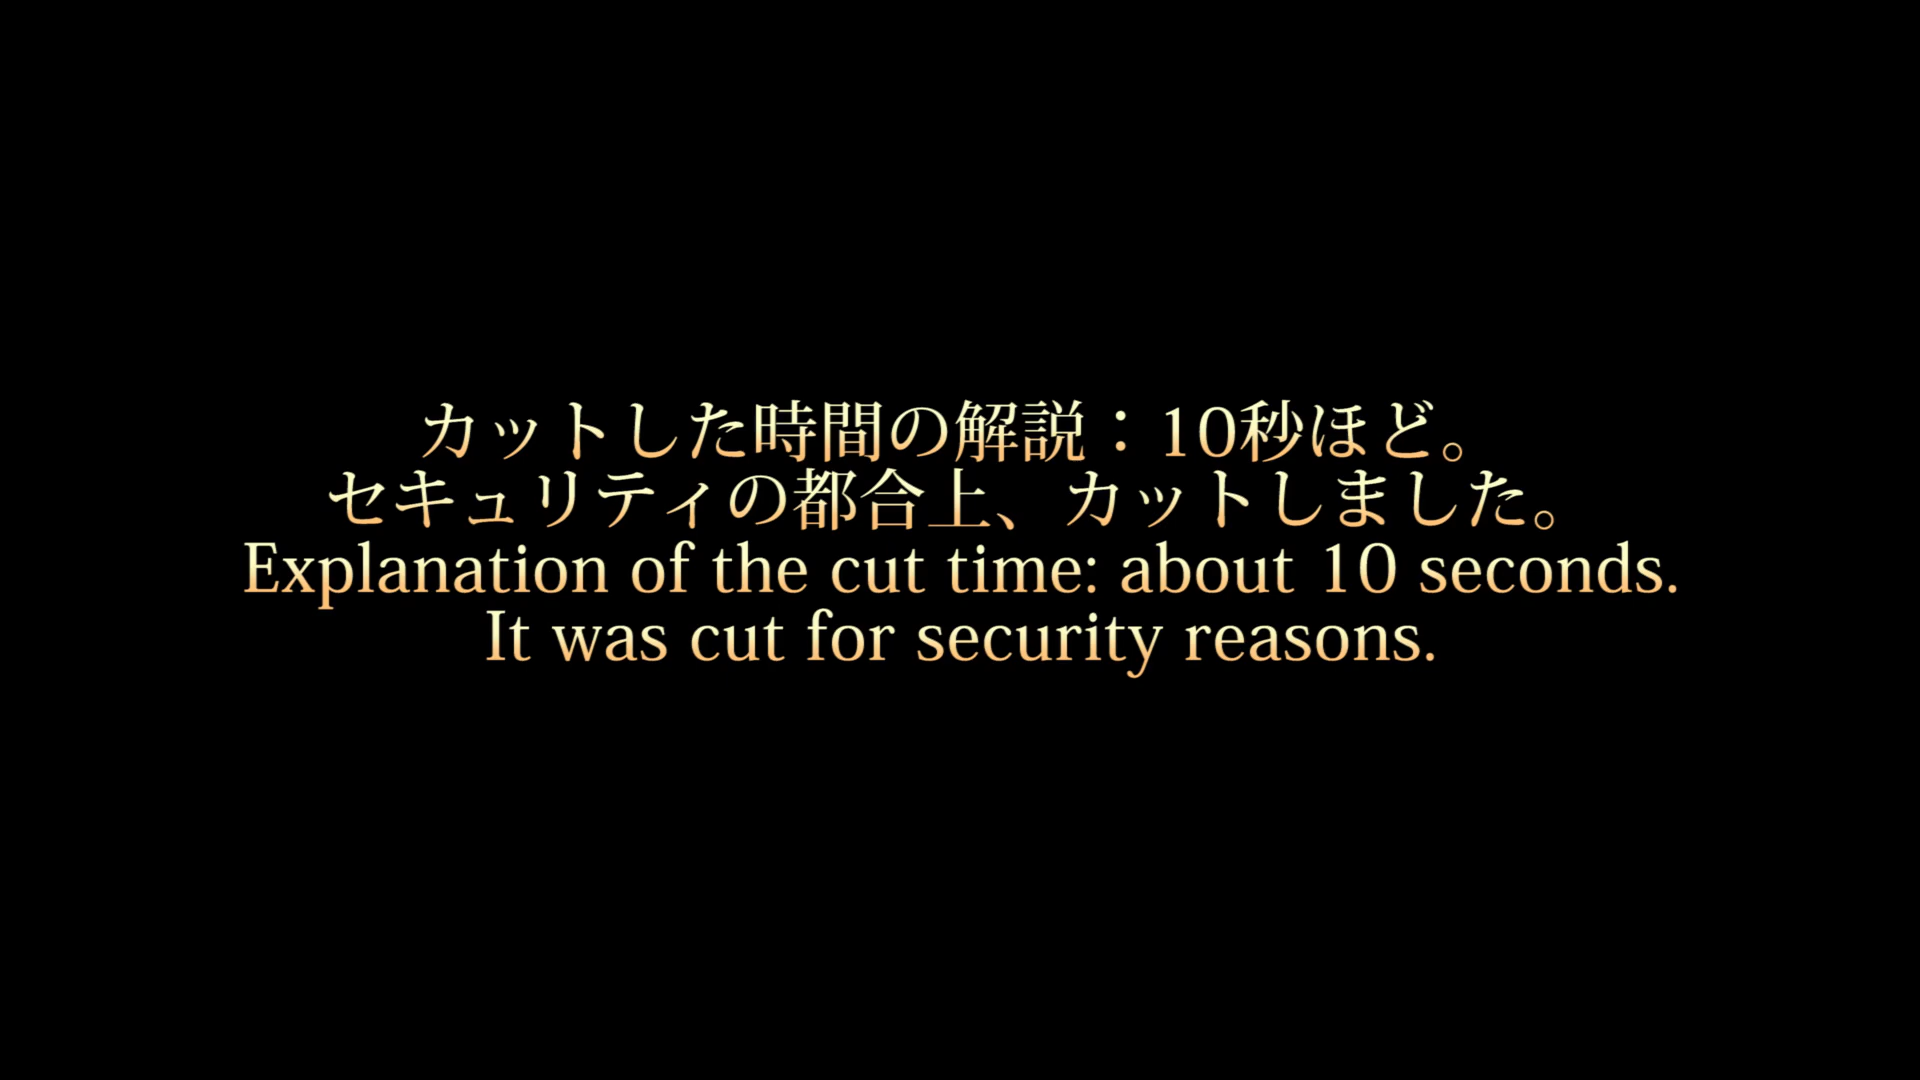 カットした時間の解説：10秒ほど。
セキュリティの都合上、カットしました。
Explanation of the cut time: about 10 seconds.
It was cut for security reasons.